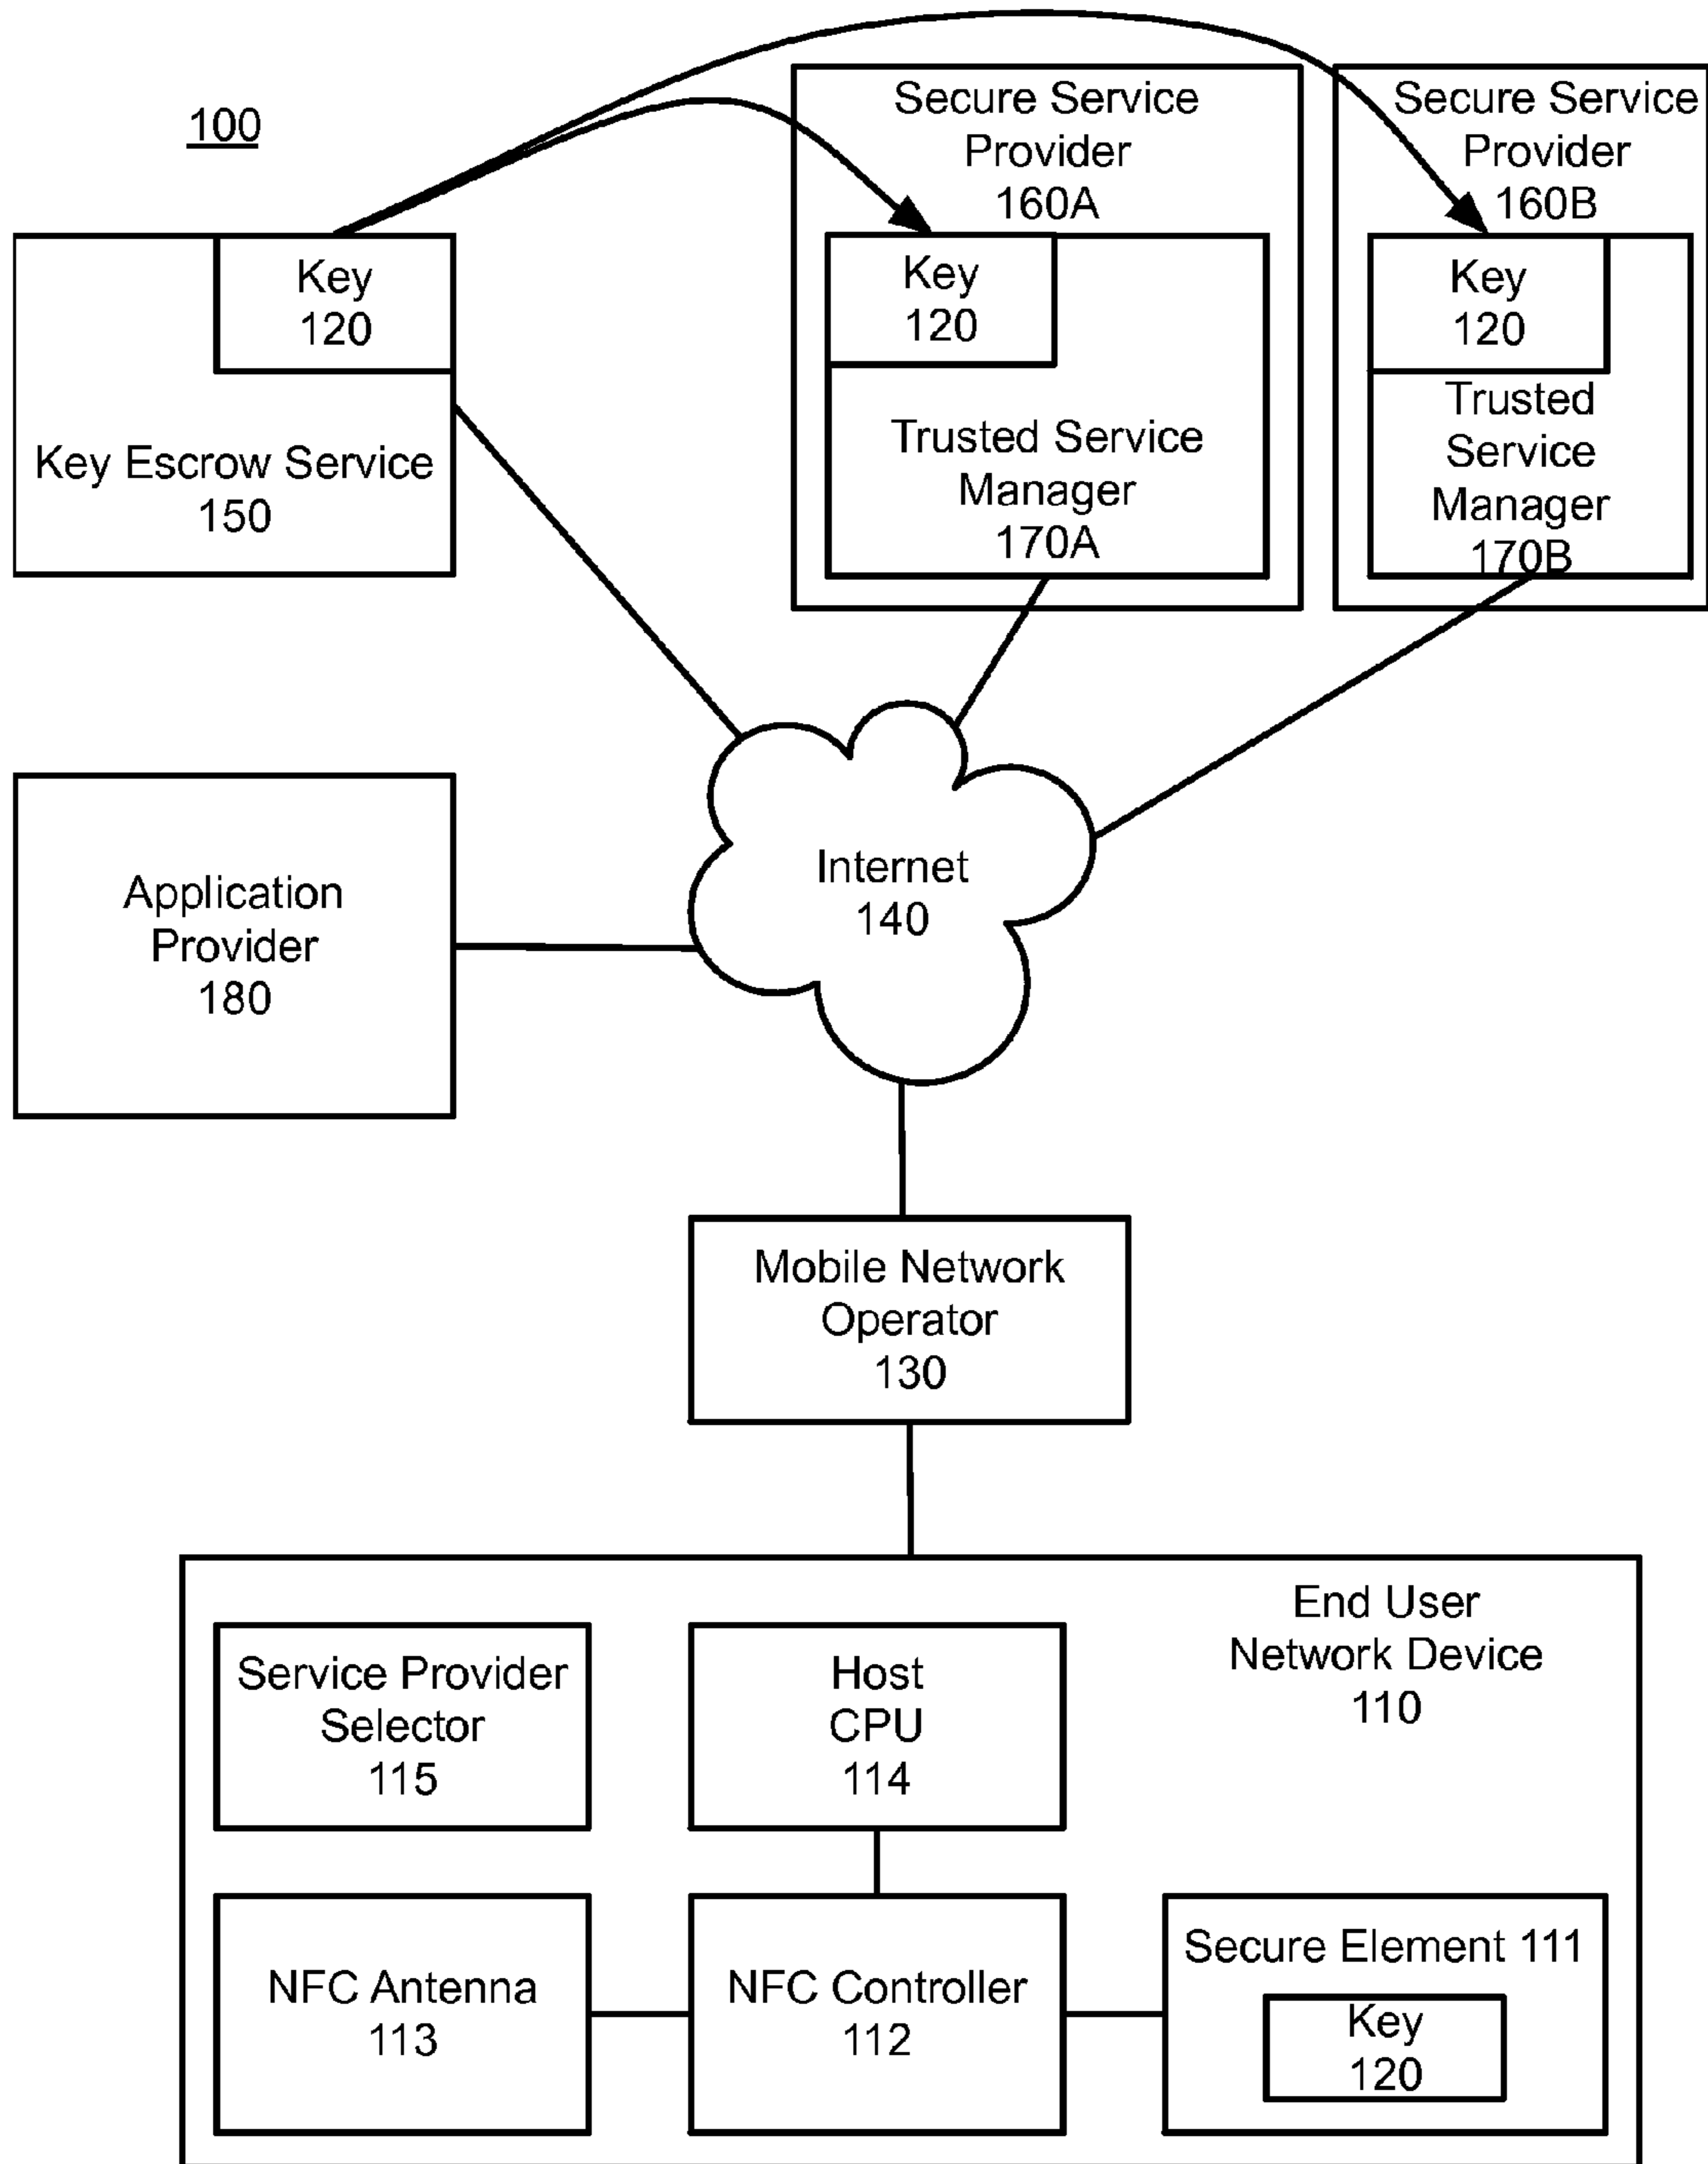 100
Secure Service
Provider
160A
Secure Service
Provider
160B
Key
120
Key Escrow Service
150
Key
120
Trusted Service
Manager
170A
Key
120
Trusted
Service
Manager
170B
Application
Provider
180
Internet
140
Mobile Network
Operator
130
End User
Network Device
110
Service Provider
Selector
115
Host
CPU
114
NFC Antenna
113
NFC Controller
112
Secure Element 111
Key
120